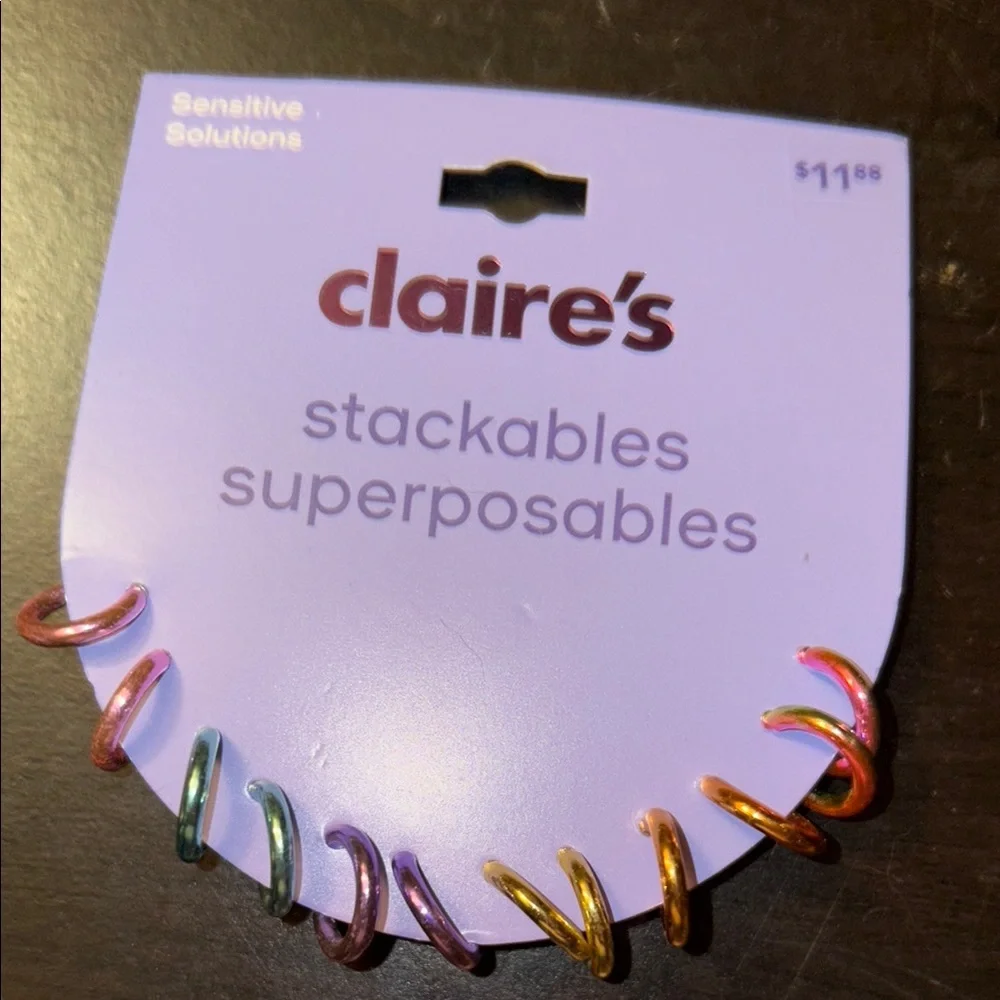 Sensitive
Solutions
$11.88
claire's
stackables
superposables